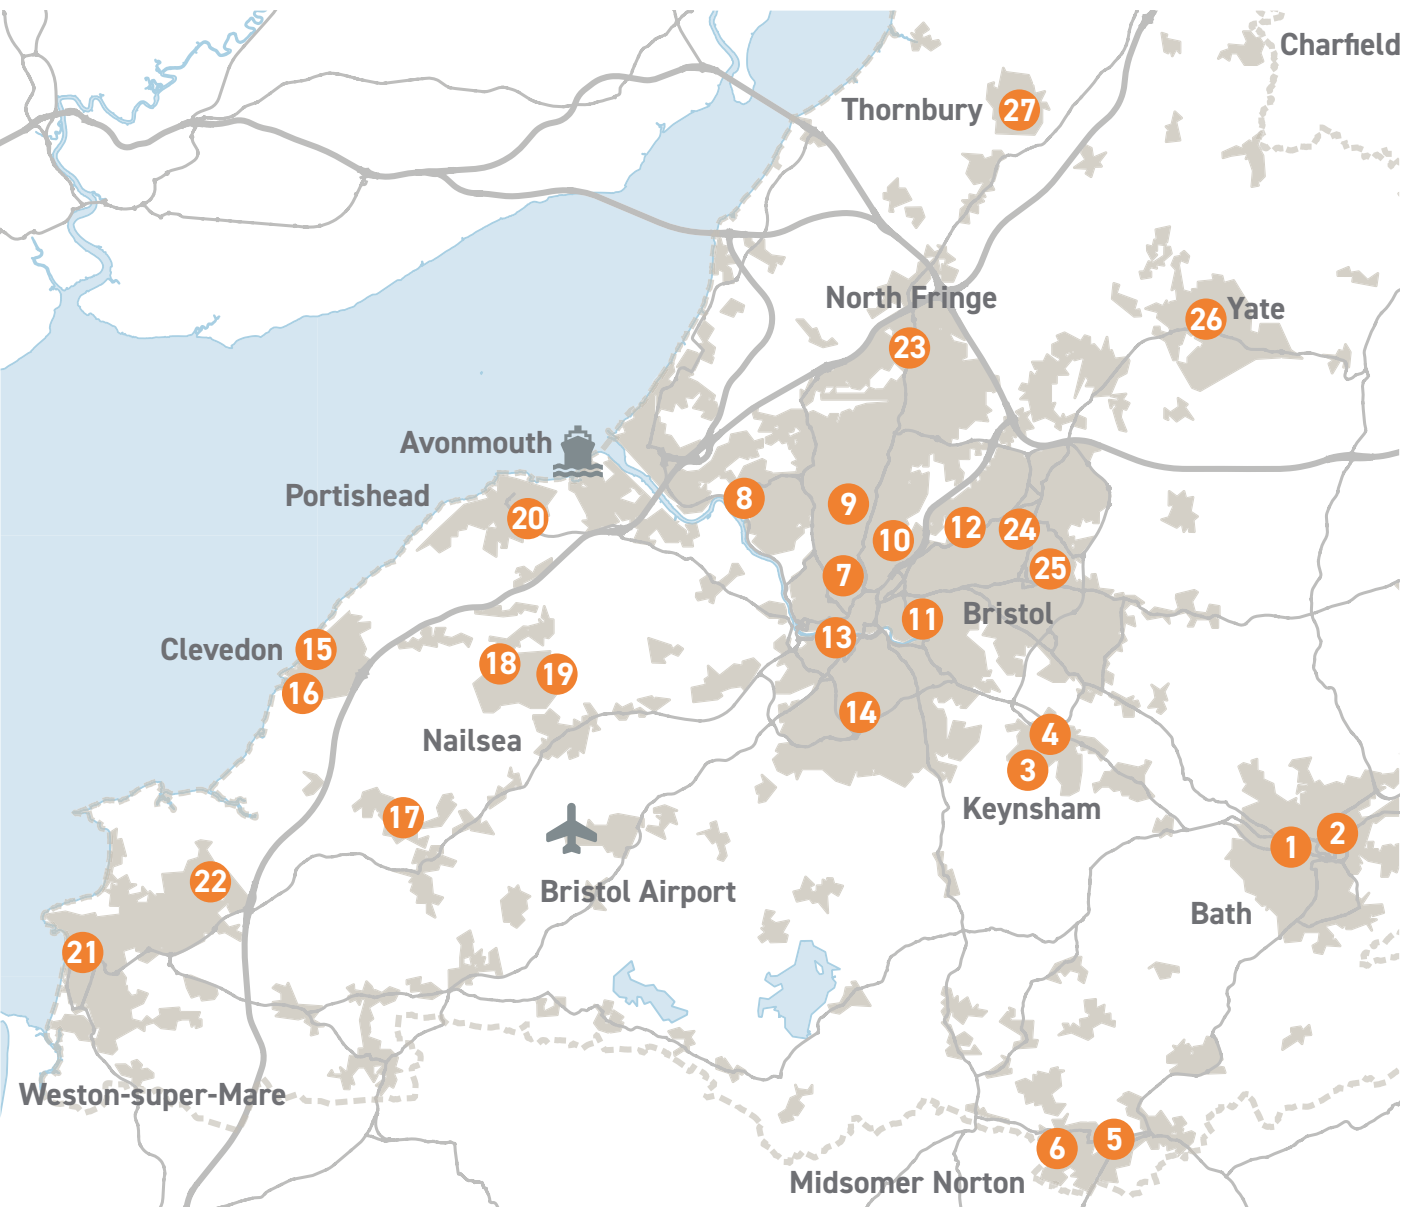 Charfield
Thornbury
27
North Fringe
Yate
26
23
Avonmouth
Portishead
20
8
9
10
12
24
25
7
11
Bristol
13
Clevedon
15
16
18
19
14
Nailsea
4
3
Keynsham
17
1
2
22
Bristol Airport
Bath
21
Weston-super-Mare
6
5
Midsomer Norton